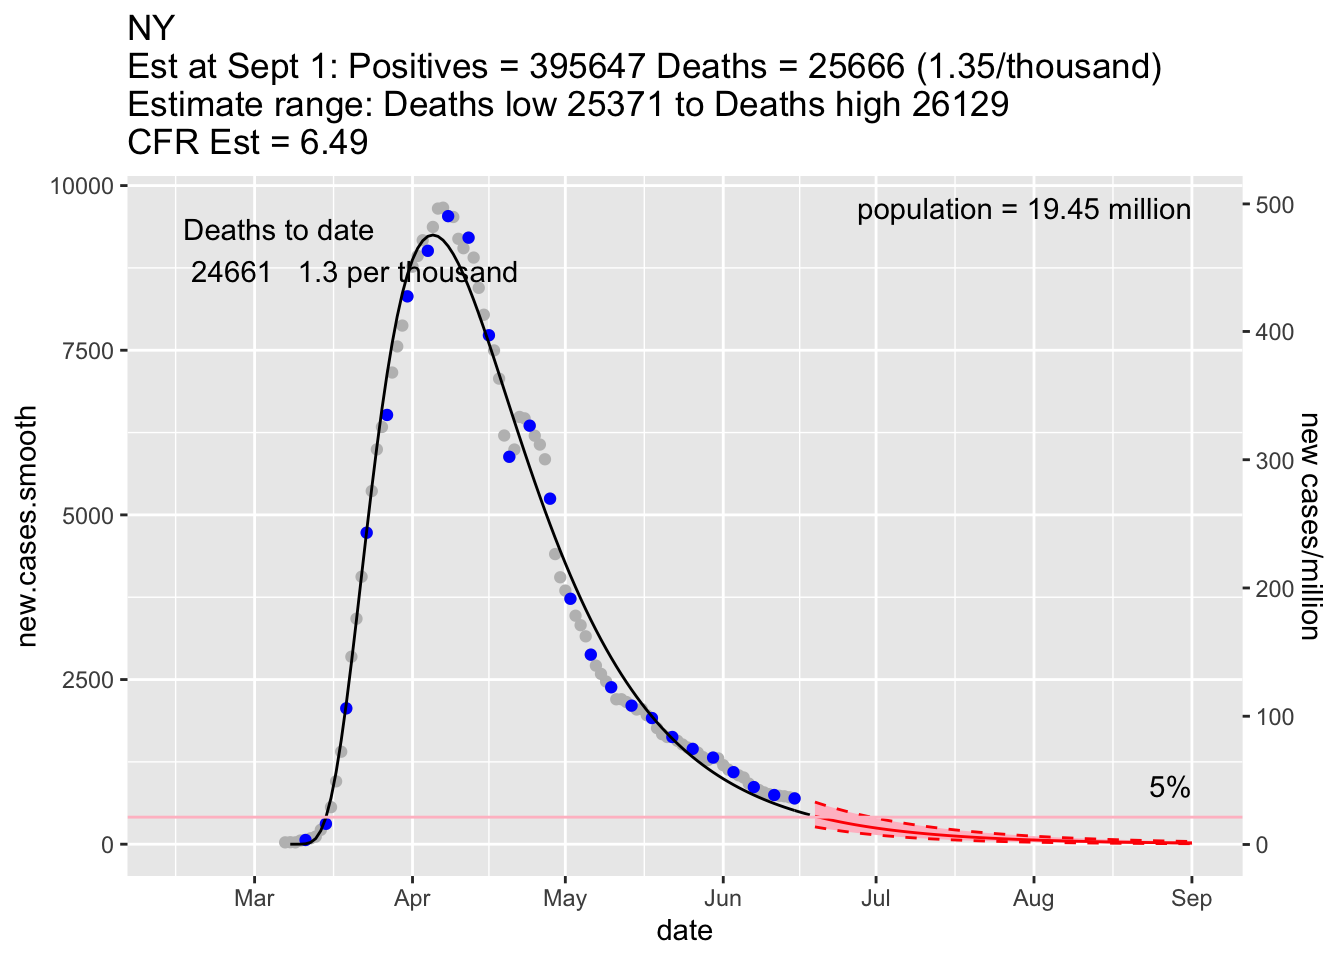 NY
Est at Sept 1: Positives = 395647 Deaths = 25666 (1.35/thousand)
Estimate range: Deaths low 25371 to Deaths high 26129
CFR Est = 6.49
Deaths to date
24661 1.3 per thousand
population = 19.45 million
5%
10000
7500
5000
2500
0
new.cases.smooth
500
400
300
200
100
0
new cases/million
Mar Apr May Jun Jul Aug Sep
date